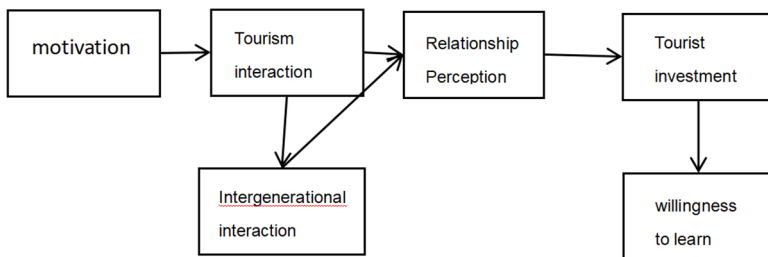 motivation
Tourism
interaction
Relationship
Perception
Tourist
investment
Intergenerational
interaction
willingness
to learn